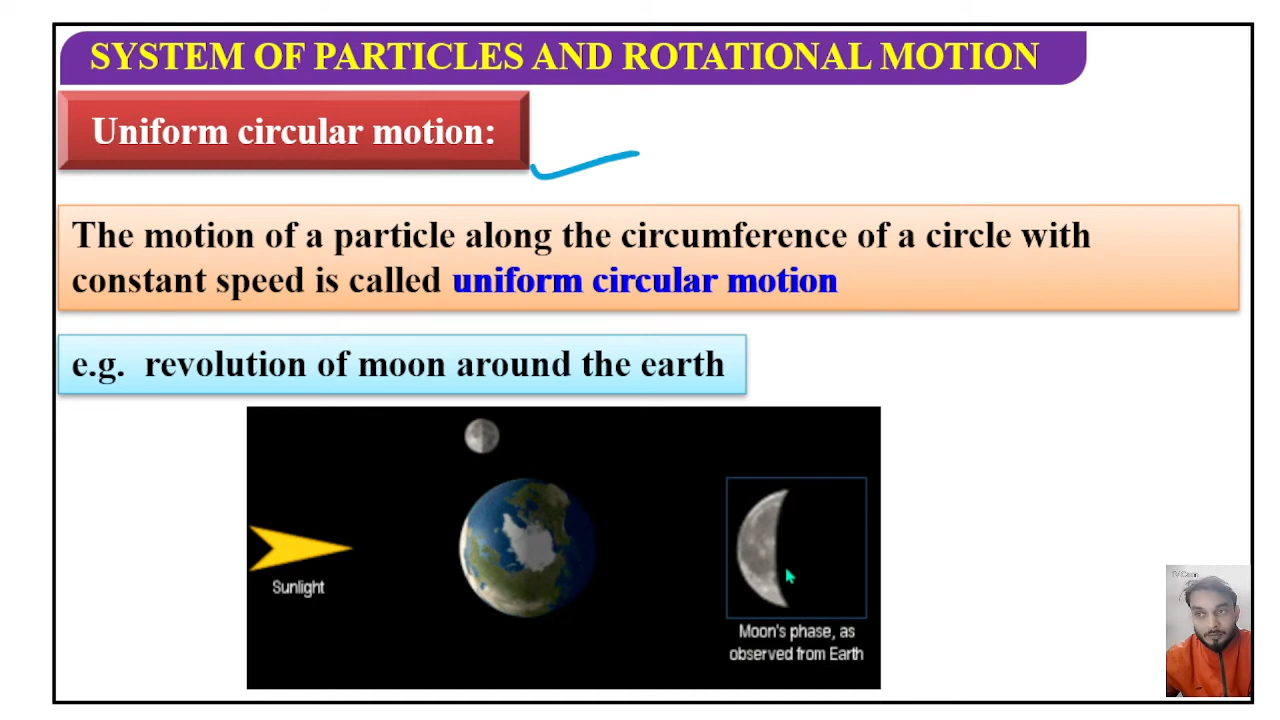 SYSTEM OF PARTICLES AND ROTATIONAL MOTION
Uniform circular motion:
The motion of a particle along the circumference of a circle with
constant speed is called uniform circular motion
e.g. revolution of moon around the earth
Sunlight
Moon's phase, as
observed from Earth